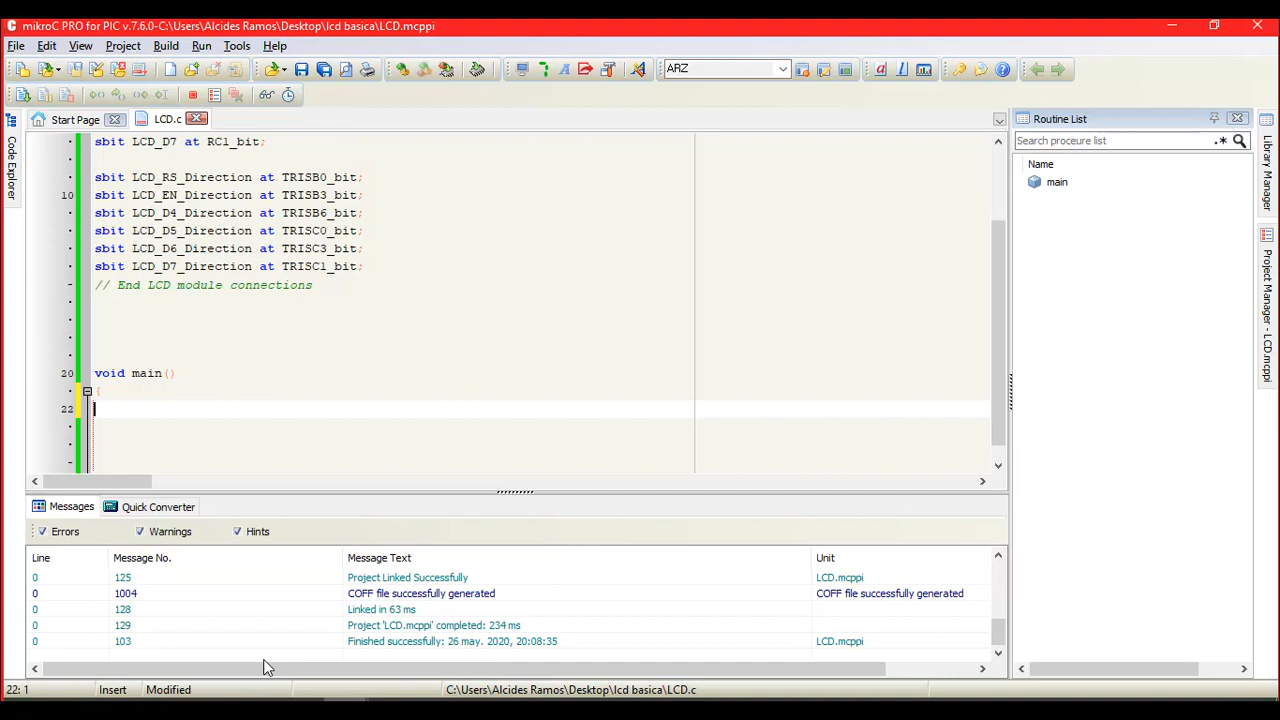 mikroC PRO for PIC v.7.6.0-C:\Users\Alcides Ramos\Desktop\lcd basica\LCD.mcppi
File Edit View Project Build Run Tools Help
ARZ
Start Page LCD.c
Code Explorer
sbit LCD_D7 at RC1_bit;
sbit LCD_RS_Direction at TRISB0_bit;
10 sbit LCD_EN_Direction at TRISB3_bit;
sbit LCD_D4_Direction at TRISB6_bit;
sbit LCD_D5_Direction at TRISC0_bit;
sbit LCD_D6_Direction at TRISC3_bit;
sbit LCD_D7_Direction at TRISC1_bit;
// End LCD module connections
20 void main()
{
22
Routine List
Search proceure list .*
Name
main
Library Manager
Project Manager - LCD.mcppi
Messages Quick Converter
Errors Warnings Hints
Line Message No. Message Text Unit
0 125 Project Linked Successfully LCD.mcppi
0 1004 COFF file successfully generated COFF file successfully generated
0 128 Linked in 63 ms
0 129 Project 'LCD.mcppi' completed: 234 ms
0 103 Finished successfully: 26 may. 2020, 20:08:35 LCD.mcppi
22: 1 Insert Modified C:\Users\Alcides Ramos\Desktop\lcd basica\LCD.c